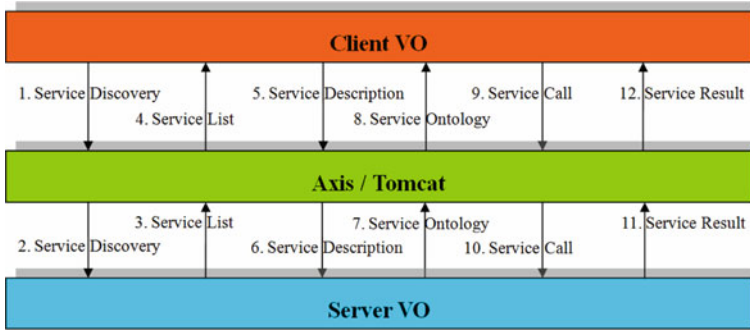 Client VO
1. Service Discovery
5. Service Description
9. Service Call
12. Service Result
4. Service List
8. Service Ontology
Axis / Tomcat
3. Service List
7. Service Ontology
11. Service Result
2. Service Discovery
6. Service Description
10. Service Call
Server VO